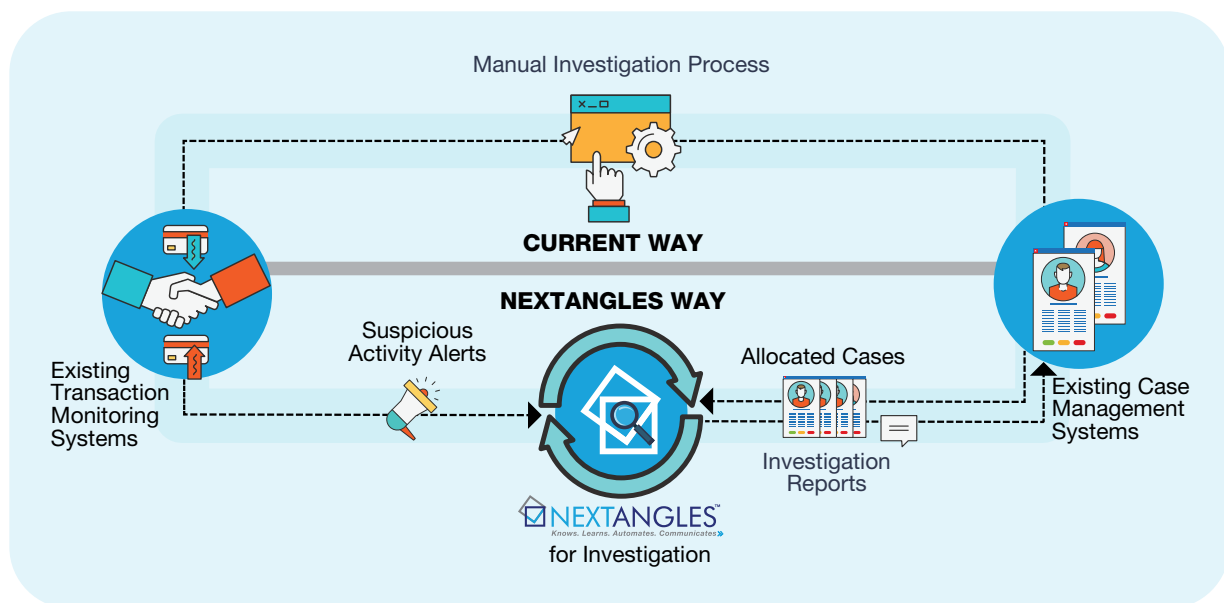 Manual Investigation Process
CURRENT WAY
NEXTANGLES WAY
Suspicious
Activity Alerts
Allocated Cases
Existing
Transaction
Monitoring
Systems
Existing Case
Management
Systems
Investigation
Reports
NEXTANGLES™
Knows. Learns. Automates. Communicates
for Investigation